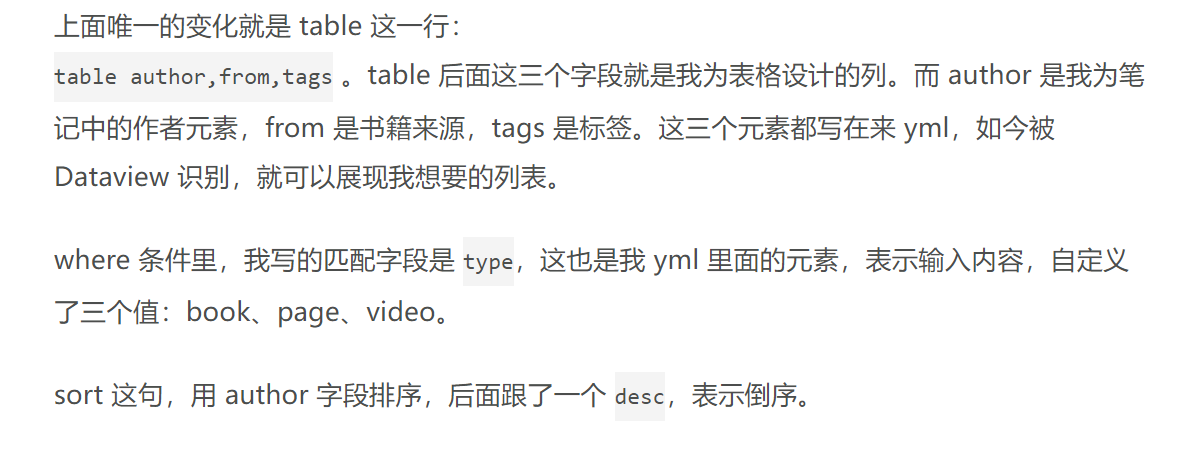 上面唯一的变化就是 table 这一行：
table author,from,tags 。table 后面这三个字段就是我为表格设计的列。而 author 是我为笔
记中的作者元素，from 是书籍来源，tags 是标签。这三个元素都写在来 yml，如今被
Dataview 识别，就可以展现我想要的列表。
where 条件里，我写的匹配字段是 type，这也是我 yml 里面的元素，表示输入内容，自定义
了三个值：book、page、video。
sort 这句，用 author 字段排序，后面跟了一个 desc，表示倒序。